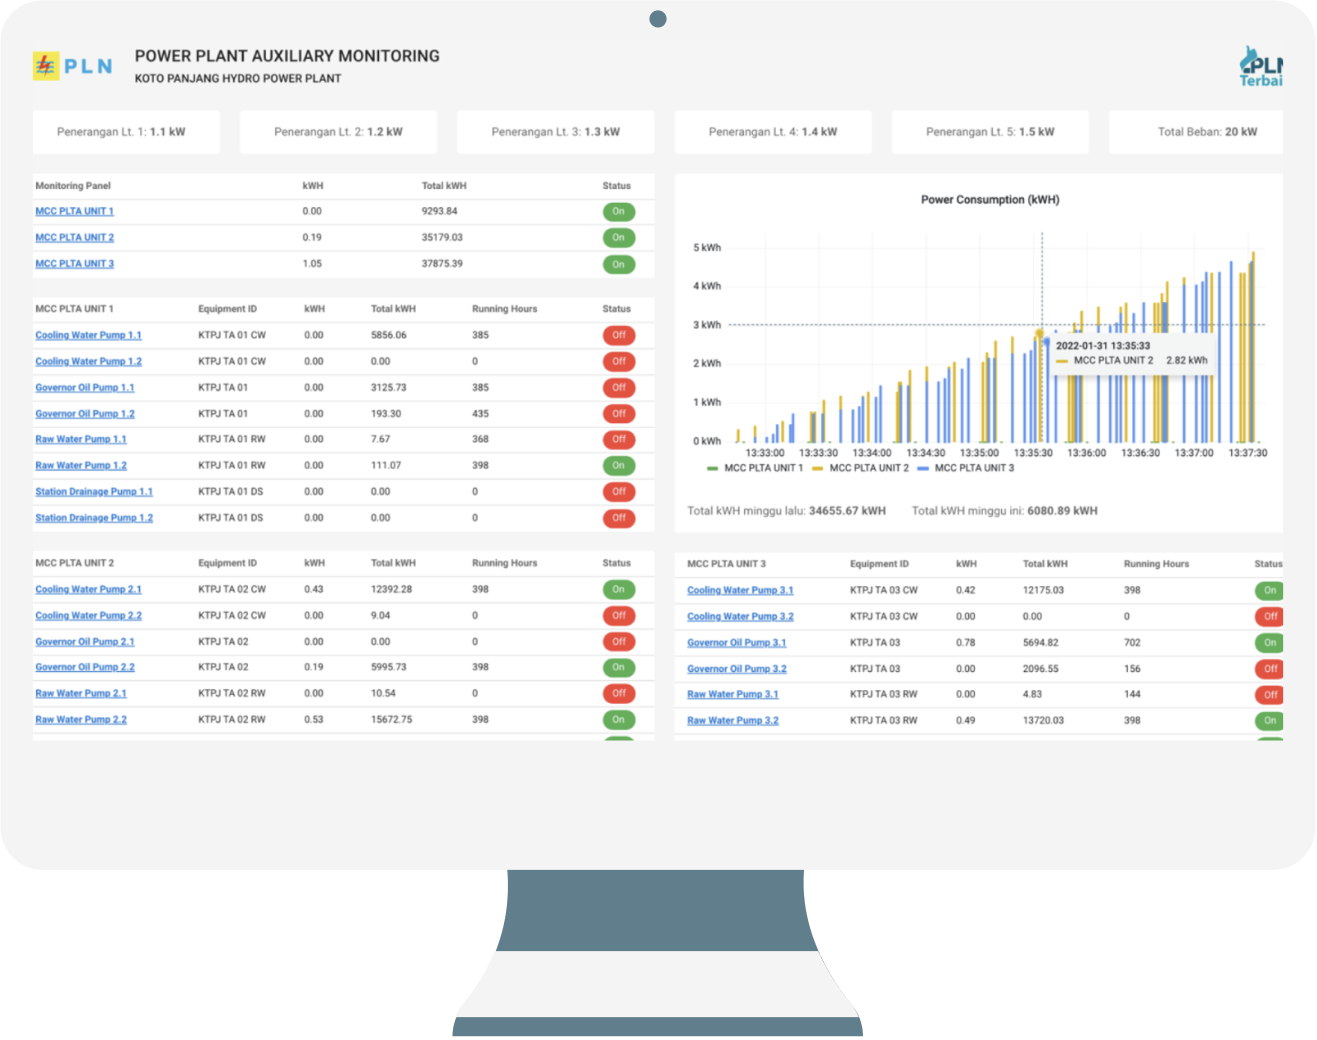 PLN
POWER PLANT AUXILIARY MONITORING
KOTO PANJANG HYDRO POWER PLANT
PLN
Terbai
Penerangan Lt. 1: 1.1 kW
Penerangan Lt. 2: 1.2 kW
Penerangan Lt. 3: 1.3 kW
Penerangan Lt. 4: 1.4 kW
Penerangan Lt. 5: 1.5 kW
Total Beban: 20 kW
Monitoring Panel kWH Total kWH Status
MCC PLTA UNIT 1 0.00 9293.84 On
MCC PLTA UNIT 2 0.19 35179.03 On
MCC PLTA UNIT 3 1.05 37875.39 On
MCC PLTA UNIT 1 Equipment ID kWH Total kWH Running Hours Status
Cooling Water Pump 1.1 KTPJ TA 01 CW 0.00 5856.06 385 Off
Cooling Water Pump 1.2 KTPJ TA 01 CW 0.00 0.00 0 Off
Governor Oil Pump 1.1 KTPJ TA 01 0.00 3125.73 385 Off
Governor Oil Pump 1.2 KTPJ TA 01 0.00 193.30 435 Off
Raw Water Pump 1.1 KTPJ TA 01 RW 0.00 7.67 368 Off
Raw Water Pump 1.2 KTPJ TA 01 RW 0.00 111.07 398 On
Station Drainage Pump 1.1 KTPJ TA 01 DS 0.00 0.00 0 Off
Station Drainage Pump 1.2 KTPJ TA 01 DS 0.00 0.00 0 Off
Power Consumption (kWH)
5 kWh
4 kWh
3 kWh
2 kWh
1 kWh
0 kWh
2022-01-31 13:35:33
MCC PLTA UNIT 2 2.82 kWh
13:33:00 13:33:30 13:34:00 13:34:30 13:35:00 13:35:30 13:36:00 13:36:30 13:37:00 13:37:30
MCC PLTA UNIT 1 MCC PLTA UNIT 2 MCC PLTA UNIT 3
Total kWH minggu lalu: 34655.67 kWH Total kWH minggu ini: 6080.89 kWH
MCC PLTA UNIT 2 Equipment ID kWH Total kWH Running Hours Status
Cooling Water Pump 2.1 KTPJ TA 02 CW 0.43 12392.28 398 On
Cooling Water Pump 2.2 KTPJ TA 02 CW 0.00 9.04 0 Off
Governor Oil Pump 2.1 KTPJ TA 02 0.00 0.00 0 Off
Governor Oil Pump 2.2 KTPJ TA 02 0.19 5995.73 398 On
Raw Water Pump 2.1 KTPJ TA 02 RW 0.00 10.54 0 Off
Raw Water Pump 2.2 KTPJ TA 02 RW 0.53 15672.75 398 On
MCC PLTA UNIT 3 Equipment ID kWH Total kWH Running Hours Status
Cooling Water Pump 3.1 KTPJ TA 03 CW 0.42 12175.03 398 On
Cooling Water Pump 3.2 KTPJ TA 03 CW 0.00 0.00 0 Off
Governor Oil Pump 3.1 KTPJ TA 03 0.78 5694.82 702 On
Governor Oil Pump 3.2 KTPJ TA 03 0.00 2096.55 156 Off
Raw Water Pump 3.1 KTPJ TA 03 RW 0.00 4.83 144 Off
Raw Water Pump 3.2 KTPJ TA 03 RW 0.49 13720.03 398 On